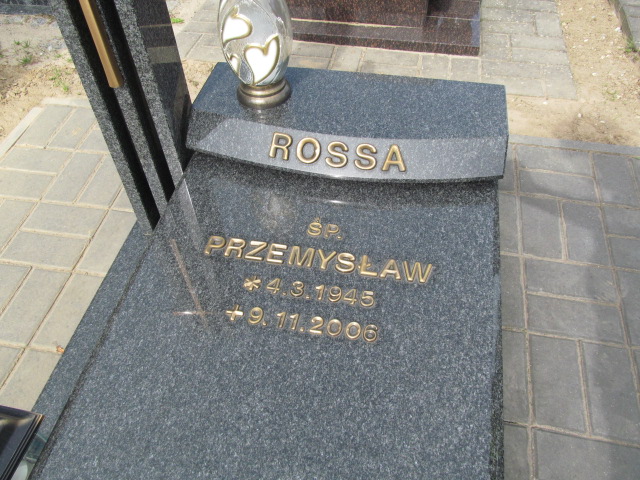 ROSSA
ŚP.
PRZEMYSŁAW
*4.3.1945
+9.11.2006